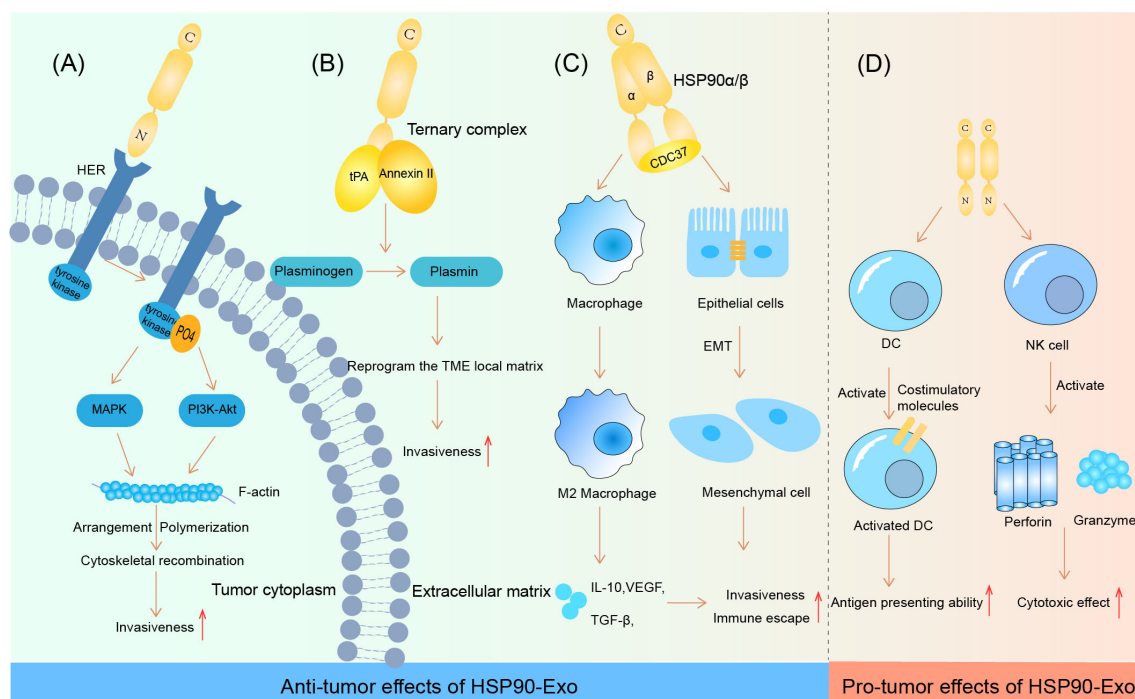 (A)
C
N
HER
tyrosine
kinase
tyrosine
kinase
PO4
MAPK
PI3K-Akt
F-actin
Arrangement
Polymerization
Cytoskeletal recombination
Invasiveness
Tumor cytoplasm
(B)
C
Ternary complex
tPA
Annexin II
Plasminogen
Plasmin
Reprogram the TME local matrix
Invasiveness
Extracellular matrix
(C)
C
α
β
HSP90α/β
CDC37
Macrophage
Epithelial cells
EMT
M2 Macrophage
Mesenchymal cell
IL-10,VEGF,
TGF-β,
Invasiveness
Immune escape
(D)
C
C
N
N
DC
NK cell
Activate
Costimulatory
molecules
Activate
Activated DC
Perforin
Granzyme
Antigen presenting ability
Cytotoxic effect
Anti-tumor effects of HSP90-Exo
Pro-tumor effects of HSP90-Exo